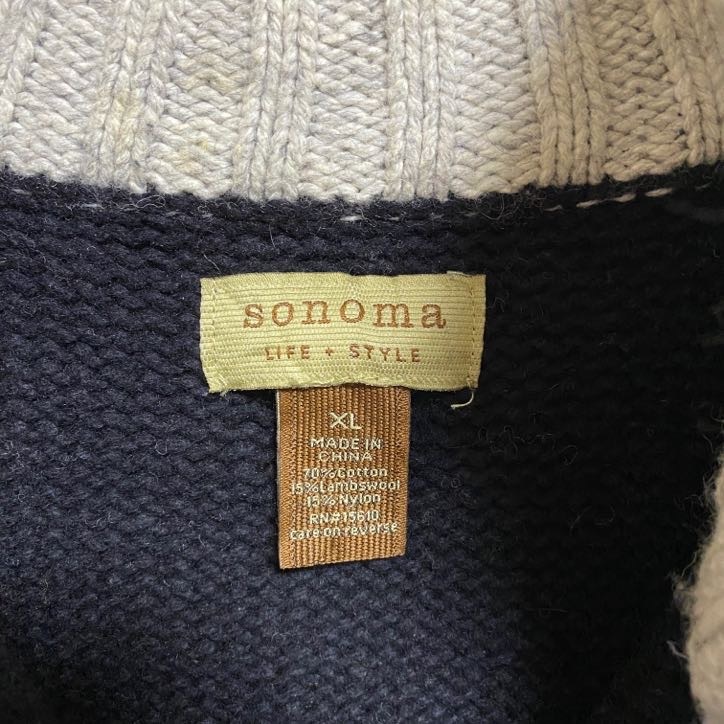 sonoma
LIFE + STYLE
XL
MADE IN
CHINA
70%Cotton
15%Lambswool
15%Nylon
RN#15610
care on reverse